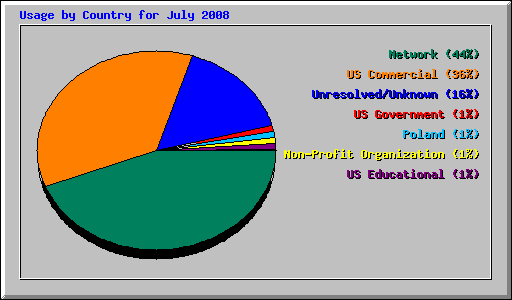 Usage by Country for July 2008
Network (44%)
US Commercial (36%)
Unresolved/Unknown (16%)
US Government (1%)
Poland (1%)
Non-Profit Organization (1%)
US Educational (1%)